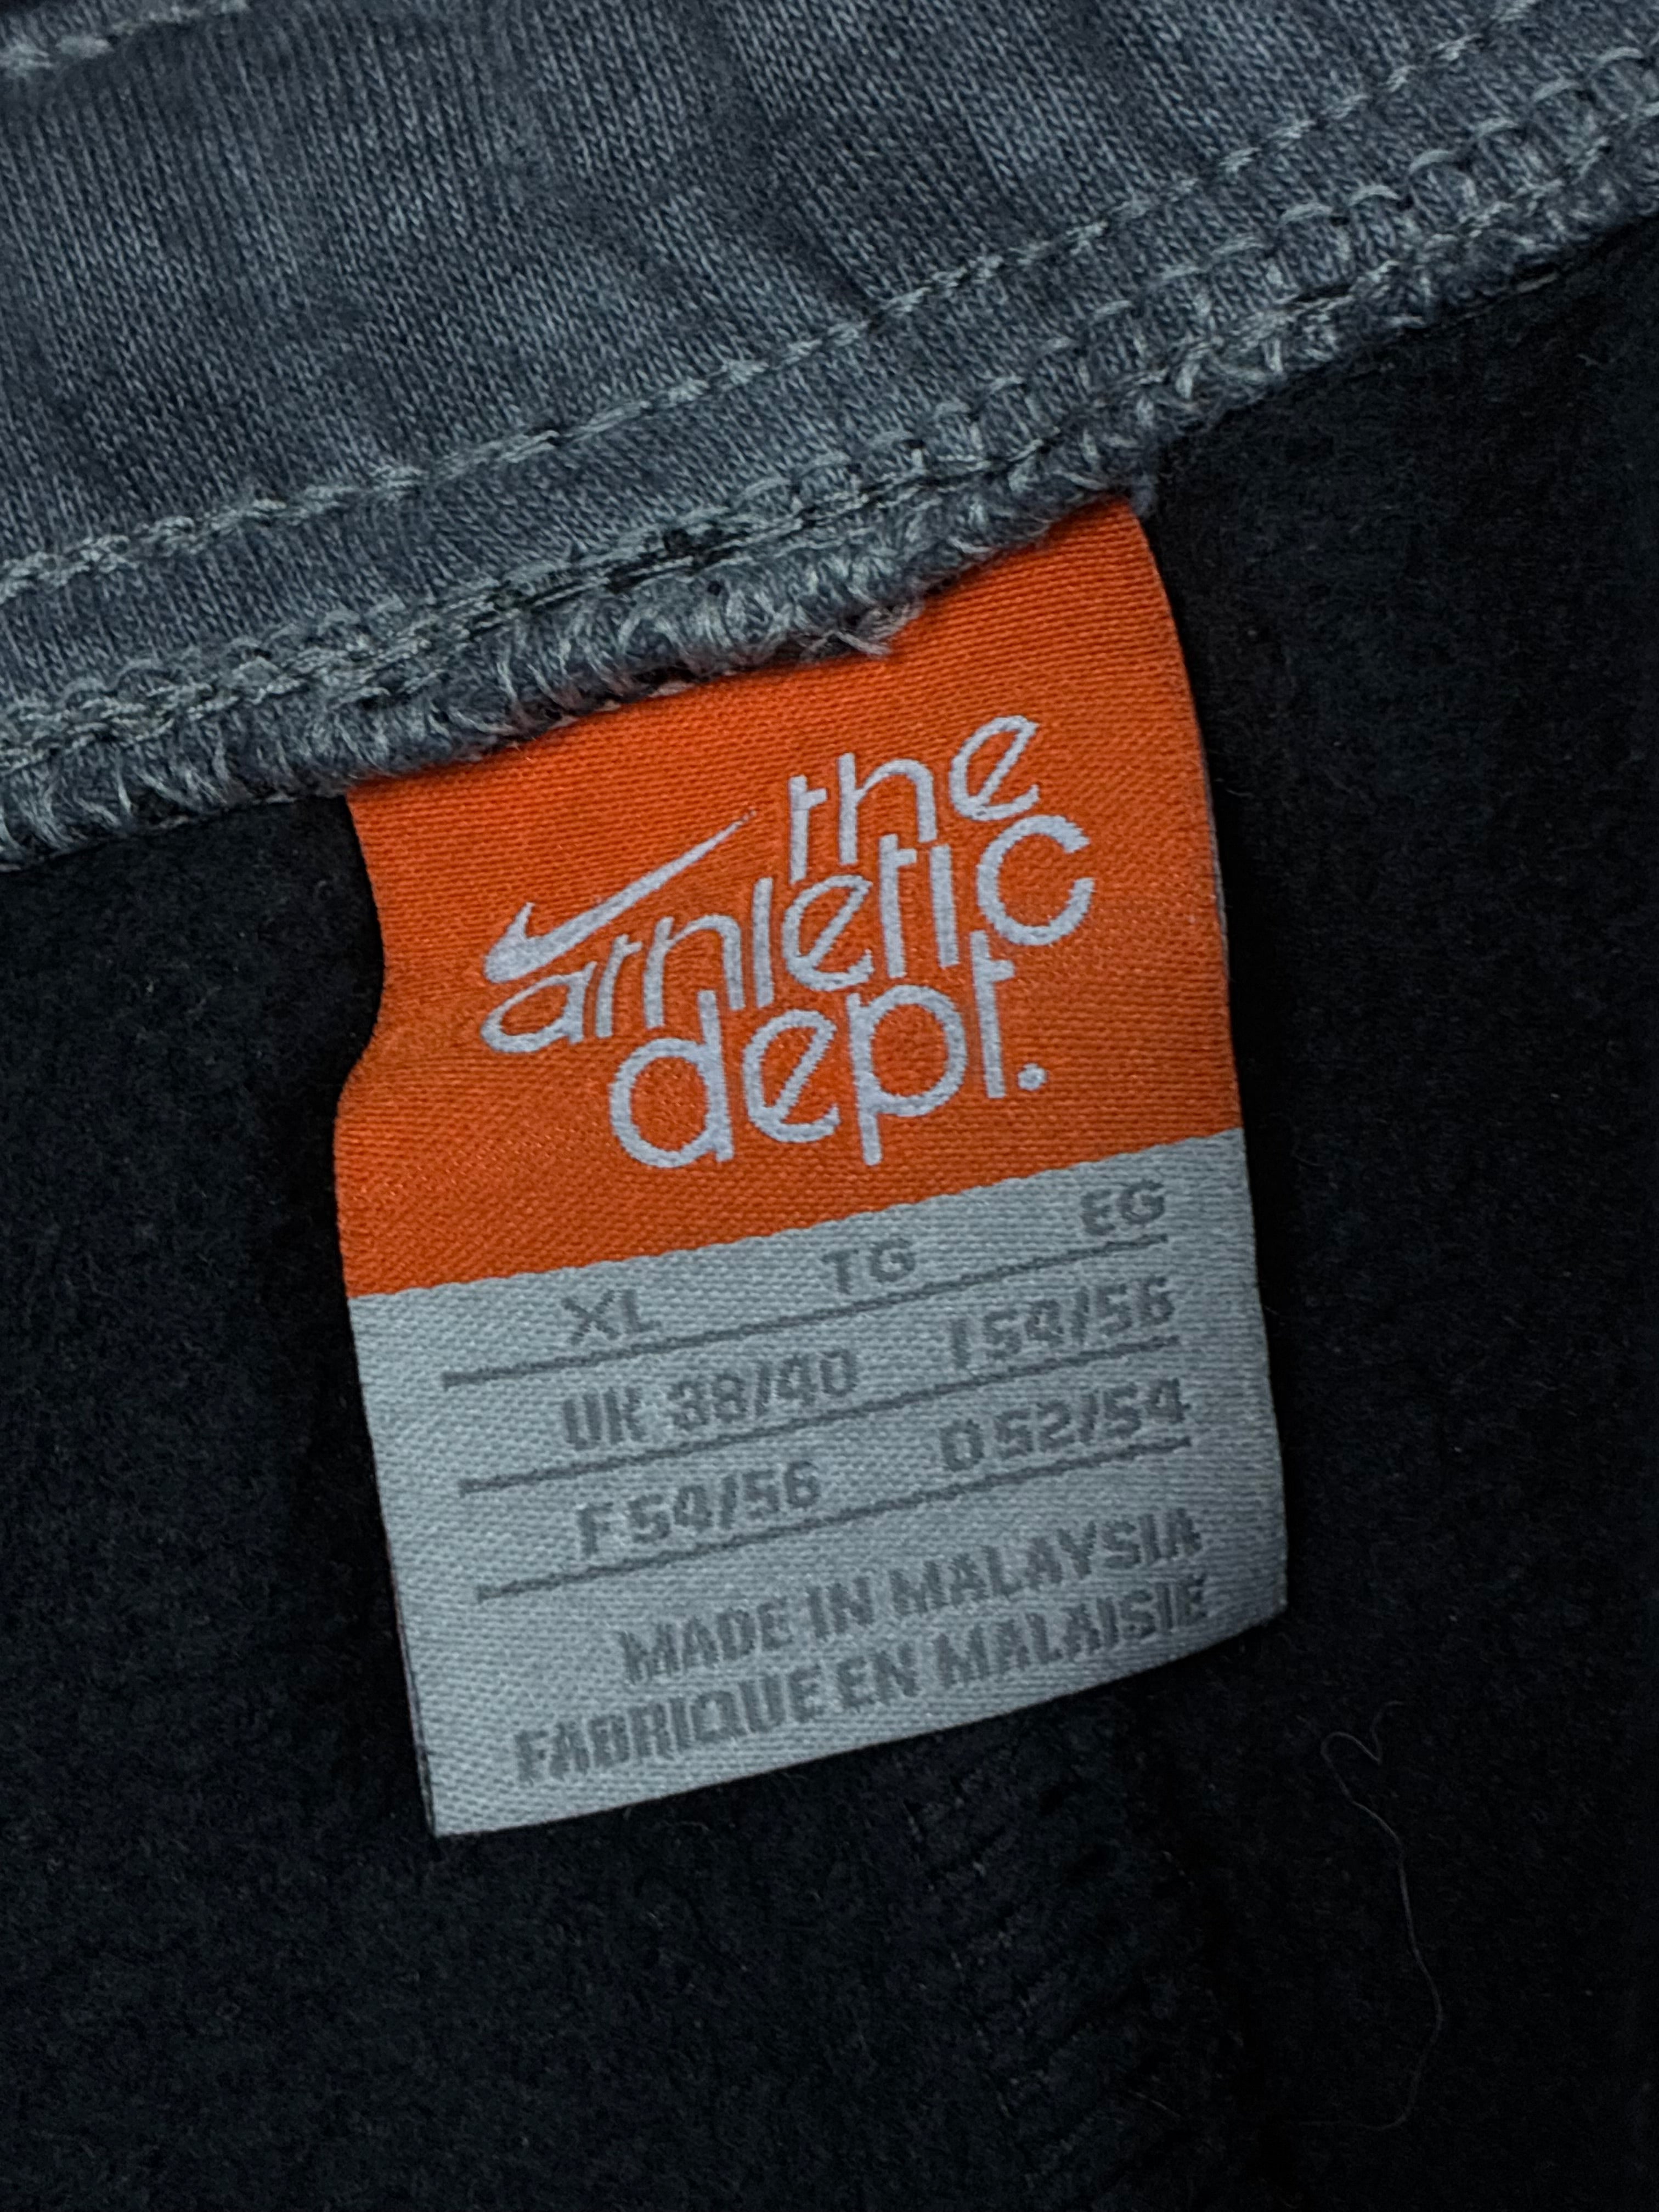 the
athletic
dept.
XL TG EG
UK 38/40 I 54/56
F 54/56 D 52/54
MADE IN MALAYSIA
FABRIQUE EN MALAISIE